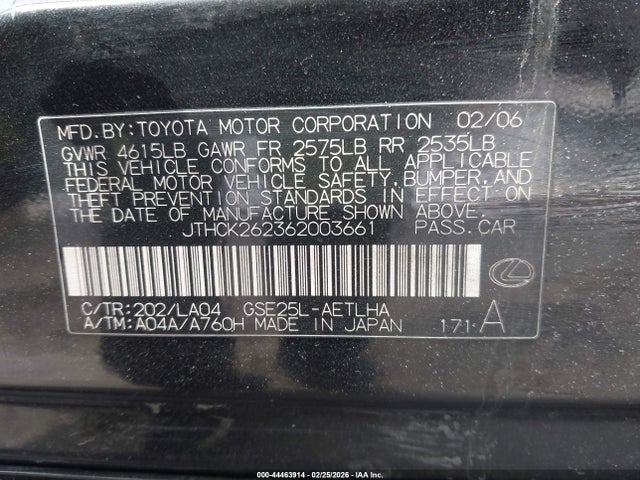 MFD. BY: TOYOTA MOTOR CORPORATION 02/06
GVWR 4615LB GAWR FR 2575LB RR 2535LB
THIS VEHICLE CONFORMS TO ALL APPLICABLE
FEDERAL MOTOR VEHICLE SAFETY, BUMPER, AND
THEFT PREVENTION STANDARDS IN EFFECT ON
THE DATE OF MANUFACTURE SHOWN ABOVE.
JTHCK262362003661 PASS. CAR
C/TR: 202/LA04 GSE25L-AETLHA
A/TM: A04A/A760H MADE IN JAPAN 171 A
000-44463914 - 02/25/2026 - IAA Inc.